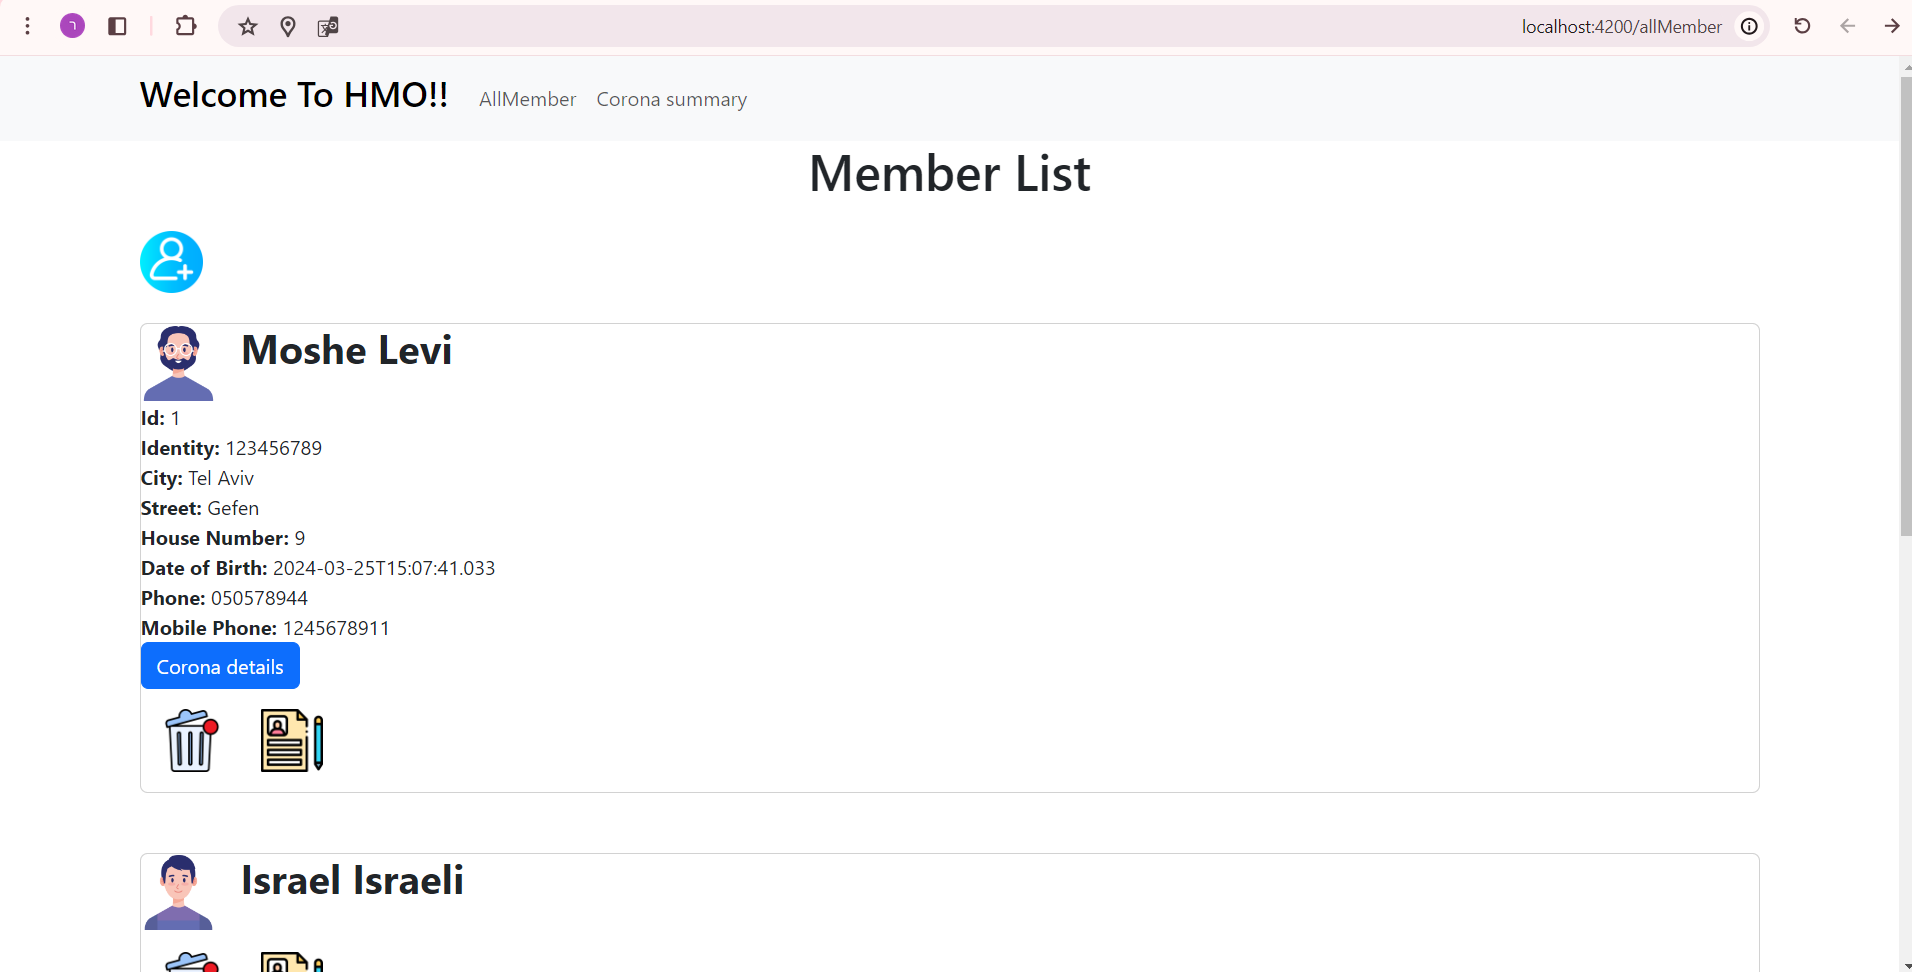 ר
localhost:4200/allMember
Welcome To HMO!! AllMember Corona summary
Member List
Moshe Levi
Id: 1
Identity: 123456789
City: Tel Aviv
Street: Gefen
House Number: 9
Date of Birth: 2024-03-25T15:07:41.033
Phone: 050578944
Mobile Phone: 1245678911
Corona details
Israel Israeli